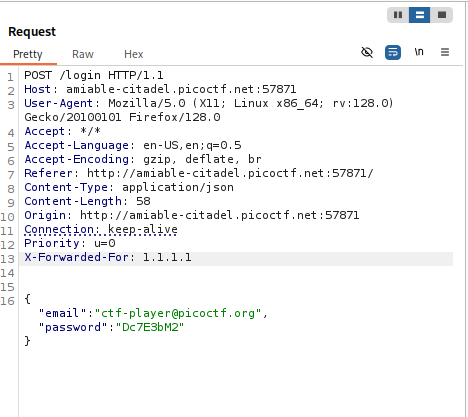 Request
Pretty Raw Hex \n
1 POST /login HTTP/1.1
2 Host: amiable-citadel.picoctf.net:57871
3 User-Agent: Mozilla/5.0 (X11; Linux x86_64; rv:128.0)
Gecko/20100101 Firefox/128.0
4 Accept: */*
5 Accept-Language: en-US,en;q=0.5
6 Accept-Encoding: gzip, deflate, br
7 Referer: http://amiable-citadel.picoctf.net:57871/
8 Content-Type: application/json
9 Content-Length: 58
10 Origin: http://amiable-citadel.picoctf.net:57871
11 Connection: keep-alive
12 Priority: u=0
13 X-Forwarded-For: 1.1.1.1
14
15
16 {
"email":"ctf-player@picoctf.org",
"password":"Dc7E3bM2"
}